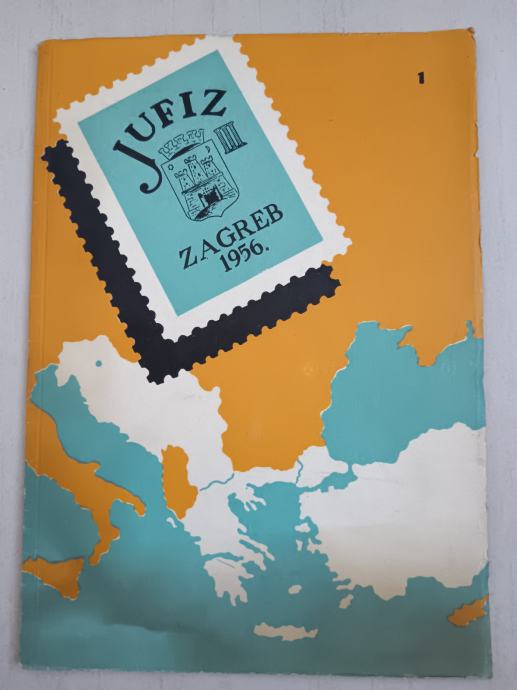 1
JUFIZ
III
ZAGREB
1956.